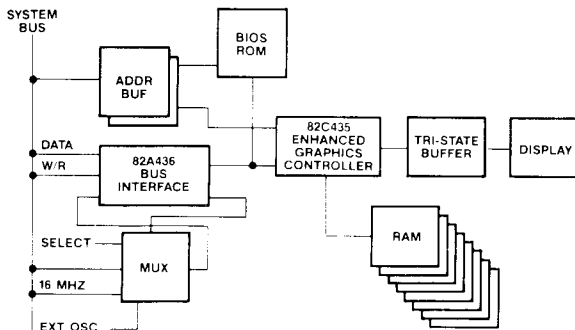 SYSTEM
BUS
BIOS
ROM
ADDR
BUF
82C435
ENHANCED
GRAPHICS
CONTROLLER
TRI-STATE
BUFFER
DISPLAY
DATA
W/R
82A436
BUS
INTERFACE
RAM
SELECT
MUX
16 MHZ
EXT OSC